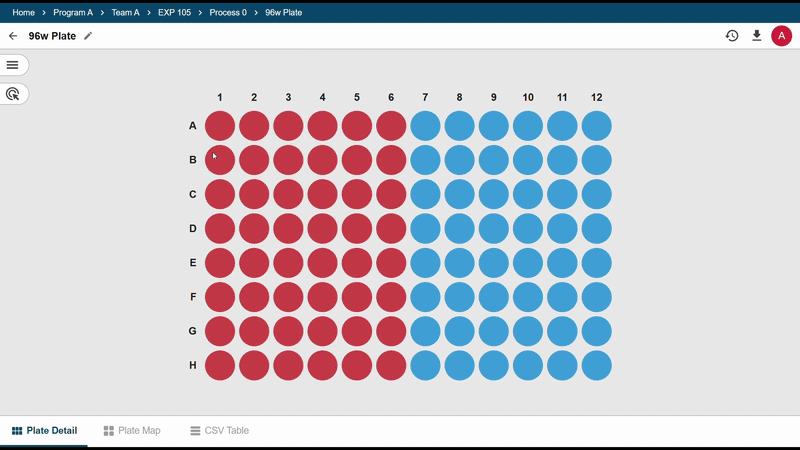 Home > Program A > Team A > EXP 105 > Process 0 > 96w Plate
96w Plate
A
1 2 3 4 5 6 7 8 9 10 11 12
A
B
C
D
E
F
G
H
Plate Detail Plate Map CSV Table